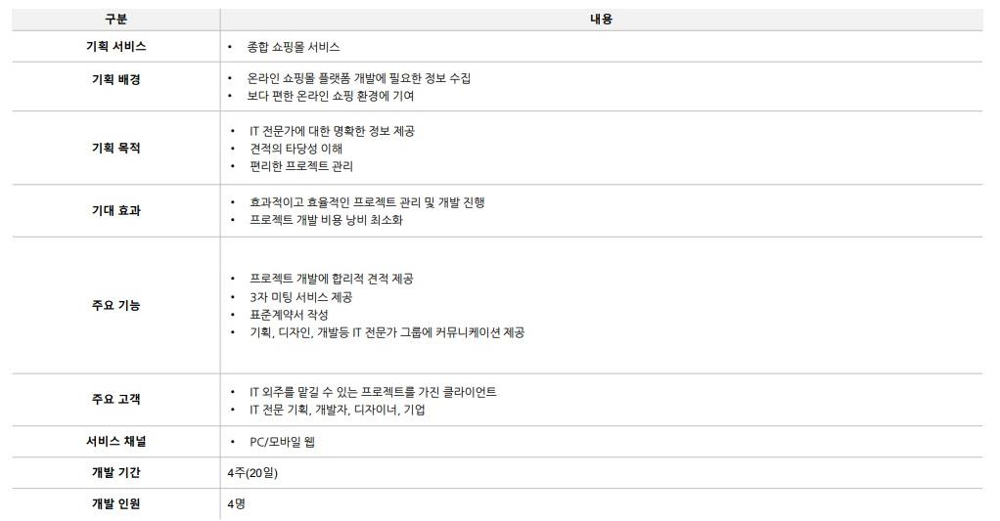 구분 내용
기획 서비스 • 종합 쇼핑몰 서비스
기획 배경 • 온라인 쇼핑몰 플랫폼 개발에 필요한 정보 수집
• 보다 편한 온라인 쇼핑 환경에 기여
기획 목적 • IT 전문가에 대한 명확한 정보 제공
• 견적의 타당성 이해
• 편리한 프로젝트 관리
기대 효과 • 효과적이고 효율적인 프로젝트 관리 및 개발 진행
• 프로젝트 개발 비용 낭비 최소화
주요 기능 • 프로젝트 개발에 합리적 견적 제공
• 3자 미팅 서비스 제공
• 표준계약서 작성
• 기획, 디자인, 개발등 IT 전문가 그룹에 커뮤니케이션 제공
주요 고객 • IT 외주를 맡길 수 있는 프로젝트를 가진 클라이언트
• IT 전문 기획, 개발자, 디자이너, 기업
서비스 채널 • PC/모바일 웹
개발 기간 4주(20일)
개발 인원 4명